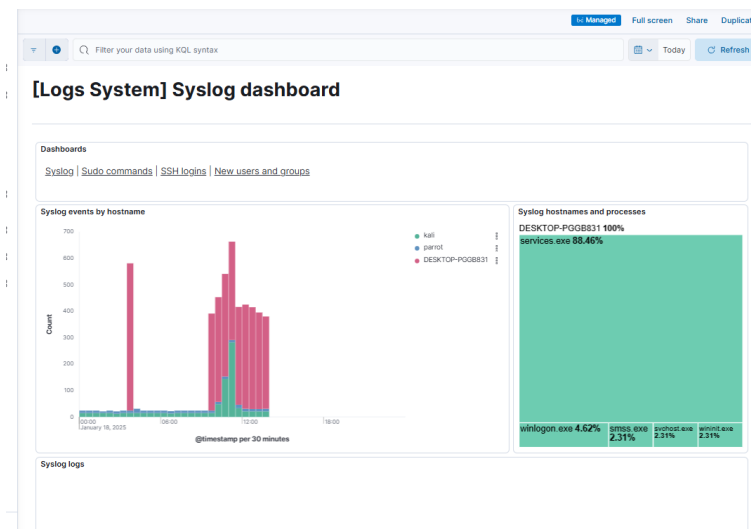 Managed Full screen Share Duplicat
Filter your data using KQL syntax Today Refresh
[Logs System] Syslog dashboard
Dashboards
Syslog | Sudo commands | SSH logins | New users and groups
Syslog events by hostname
700
600
500
400
300
200
100
0
Count
00:00 06:00 12:00 18:00
January 18, 2025
@timestamp per 30 minutes
kali
parrot
DESKTOP-PGGB831
Syslog hostnames and processes
DESKTOP-PGGB831 100%
services.exe 88.46%
winlogon.exe 4.62%
smss.exe
2.31%
svchost.exe
2.31%
wininit.exe
2.31%
Syslog logs